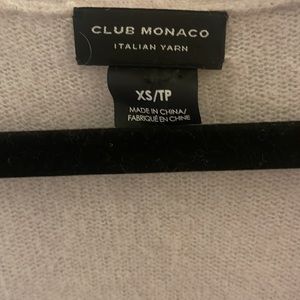 CLUB MONACO
ITALIAN YARN
XS/TP
MADE IN CHINA/
FABRIQUÉ EN CHINE